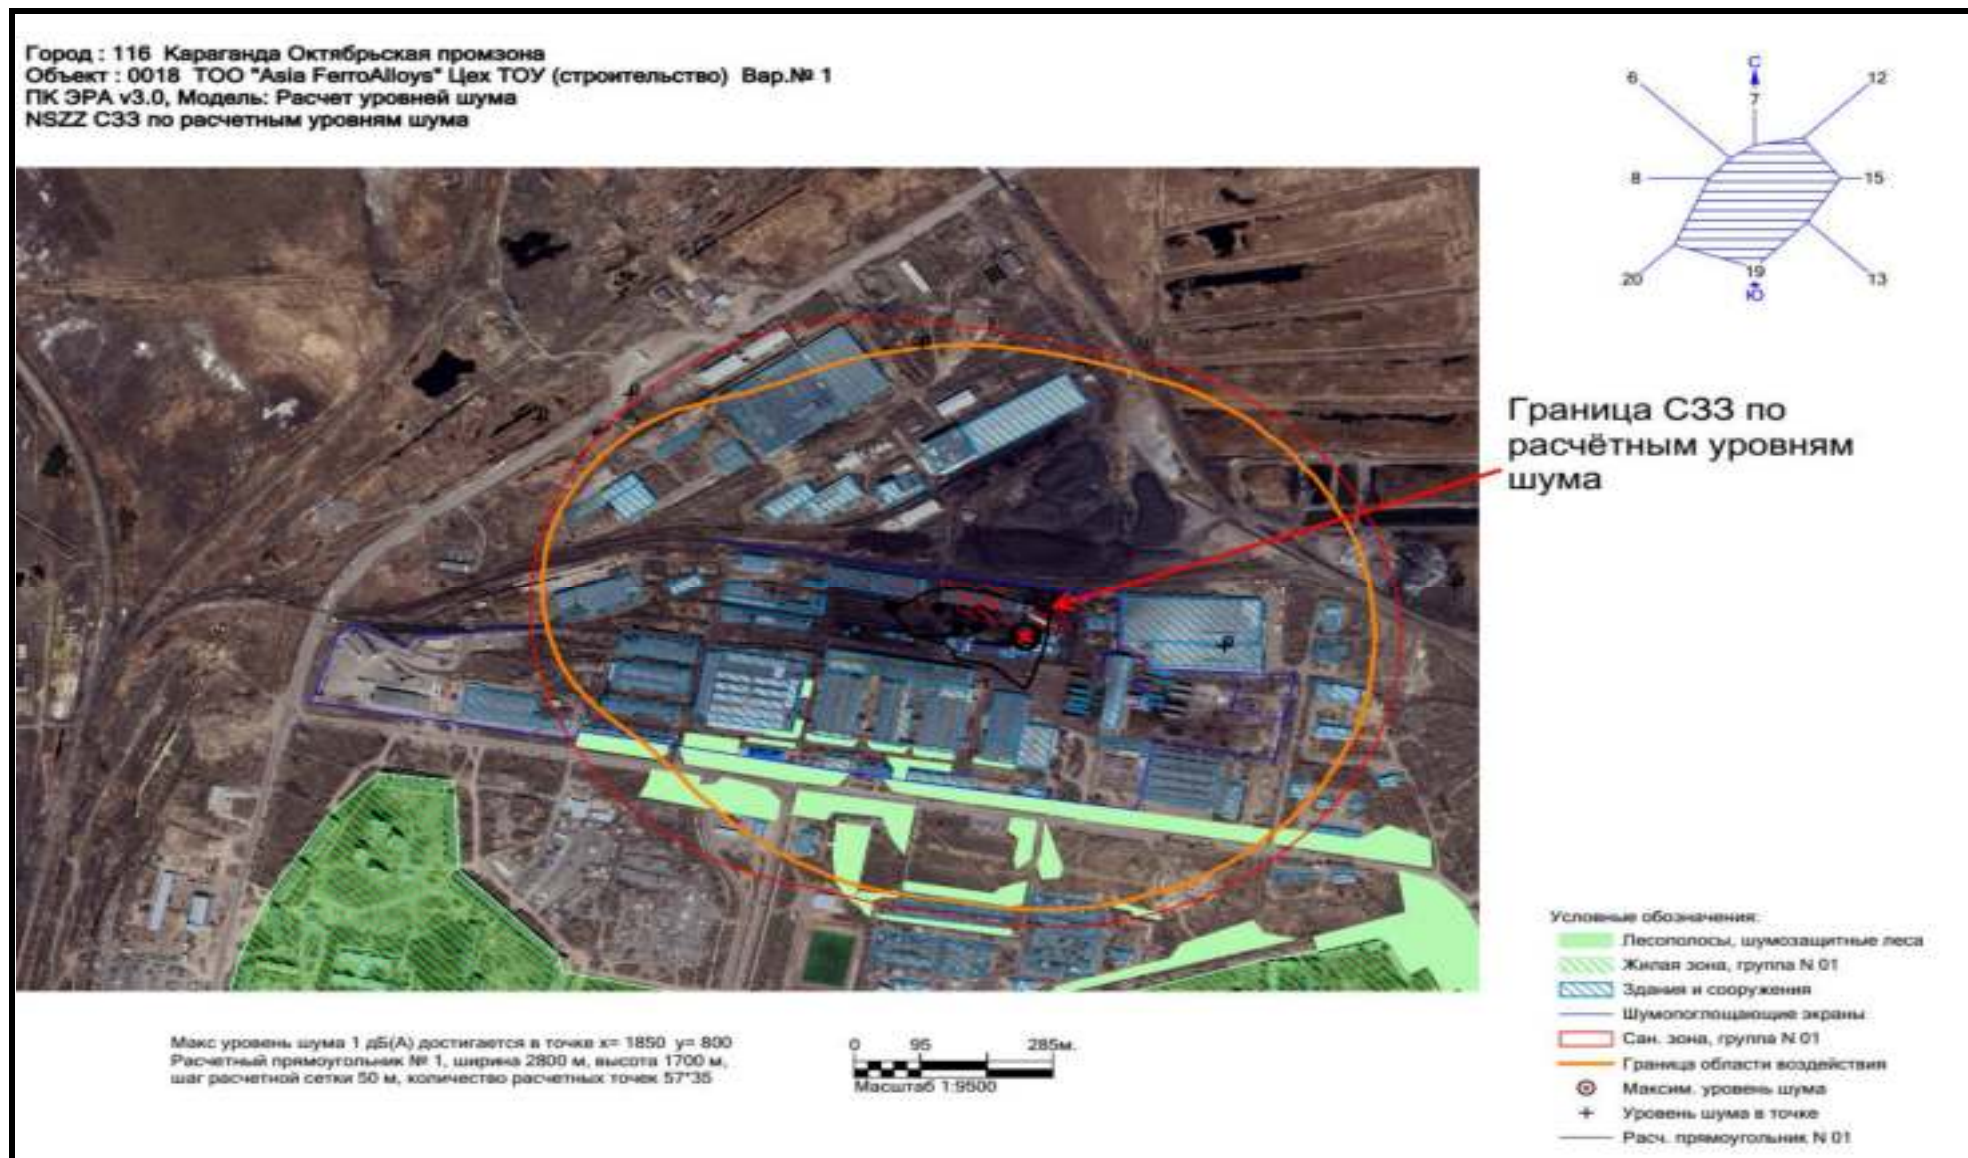 Город : 116 Караганда Октябрьская промзона
Объект : 0018 ТОО "Asia FerroAlloys" Цех ТОУ (строительство) Вар.№ 1
ПК ЭРА v3.0, Модель: Расчет уровней шума
NSZZ СЗЗ по расчетным уровням шума
С
6
7
12
8
15
20
19
13
Ю
Граница СЗЗ по
расчётным уровням
шума
Условные обозначения:
Лесополосы, шумозащитные леса
Жилая зона, группа N 01
Здания и сооружения
Шумопоглощающие экраны
Сан. зона, группа N 01
Граница области воздействия
Максим. уровень шума
Уровень шума в точке
Расч. прямоугольник N 01
Макс уровень шума 1 дБ(А) достигается в точке x= 1850 y= 800
Расчетный прямоугольник № 1, ширина 2800 м, высота 1700 м,
шаг расчетной сетки 50 м, количество расчетных точек 57*35
0 95 285м.
Масштаб 1:9500